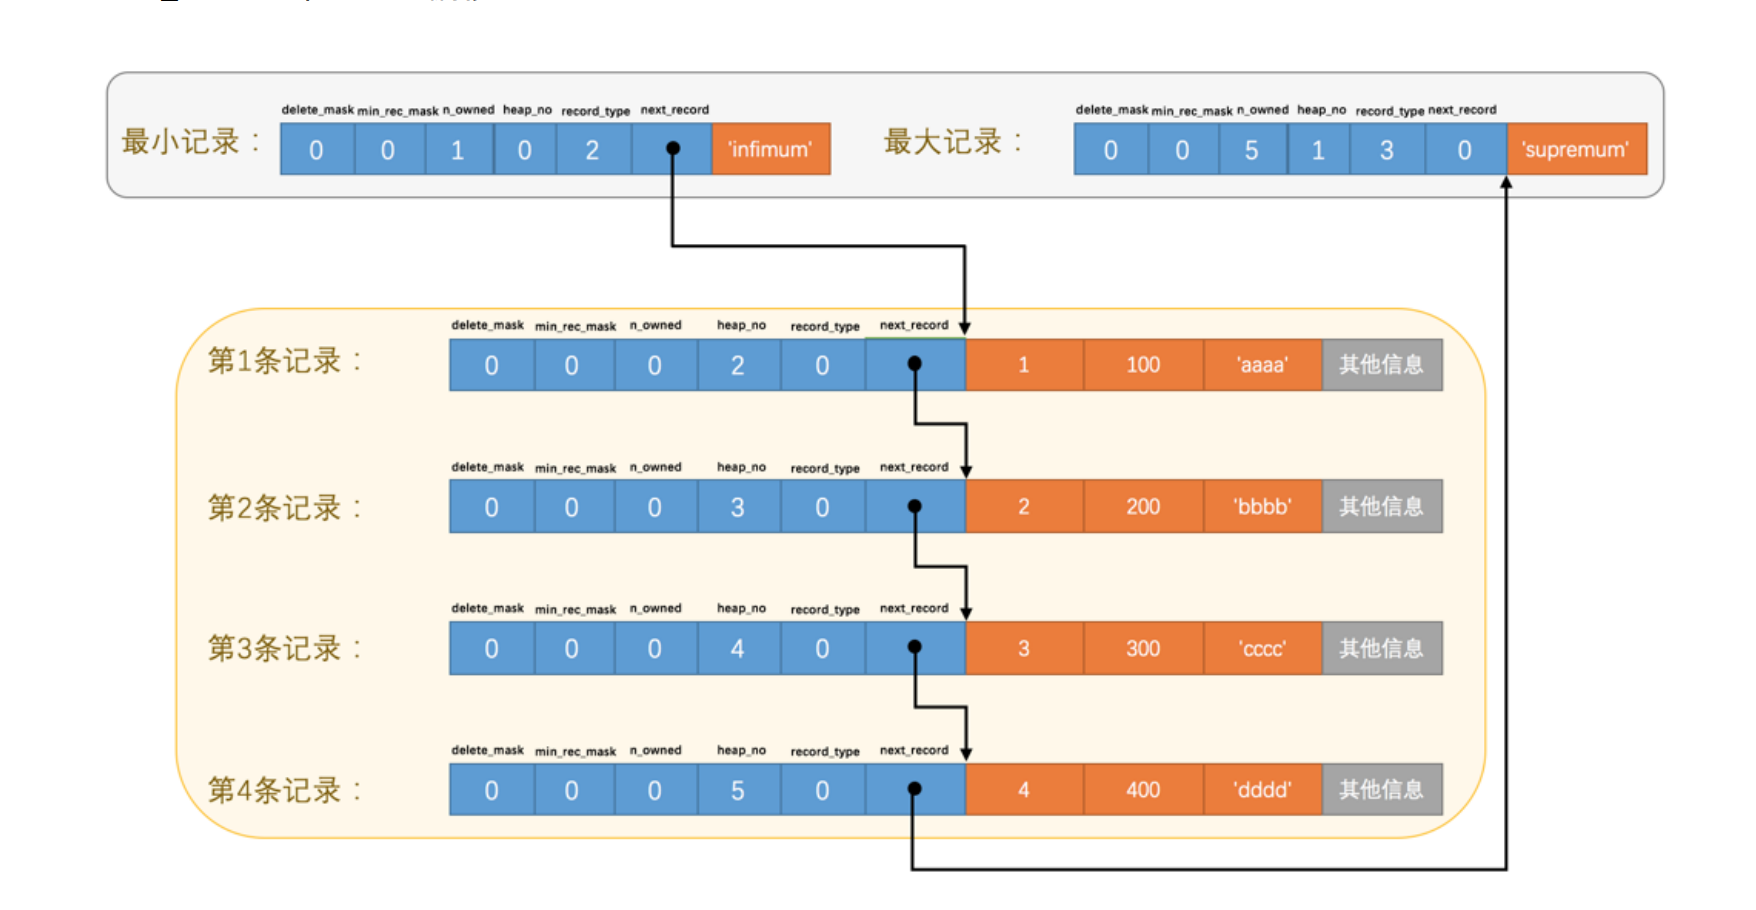 delete_mask min_rec_mask n_owned heap_no record_type next_record
最小记录： 0 0 1 0 2 'infimum'
delete_mask min_rec_mask n_owned heap_no record_type next_record
最大记录： 0 0 5 1 3 0 'supremum'
delete_mask min_rec_mask n_owned heap_no record_type next_record
第1条记录： 0 0 0 2 0 1 100 'aaaa' 其他信息
delete_mask min_rec_mask n_owned heap_no record_type next_record
第2条记录： 0 0 0 3 0 2 200 'bbbb' 其他信息
delete_mask min_rec_mask n_owned heap_no record_type next_record
第3条记录： 0 0 0 4 0 3 300 'cccc' 其他信息
delete_mask min_rec_mask n_owned heap_no record_type next_record
第4条记录： 0 0 0 5 0 4 400 'dddd' 其他信息